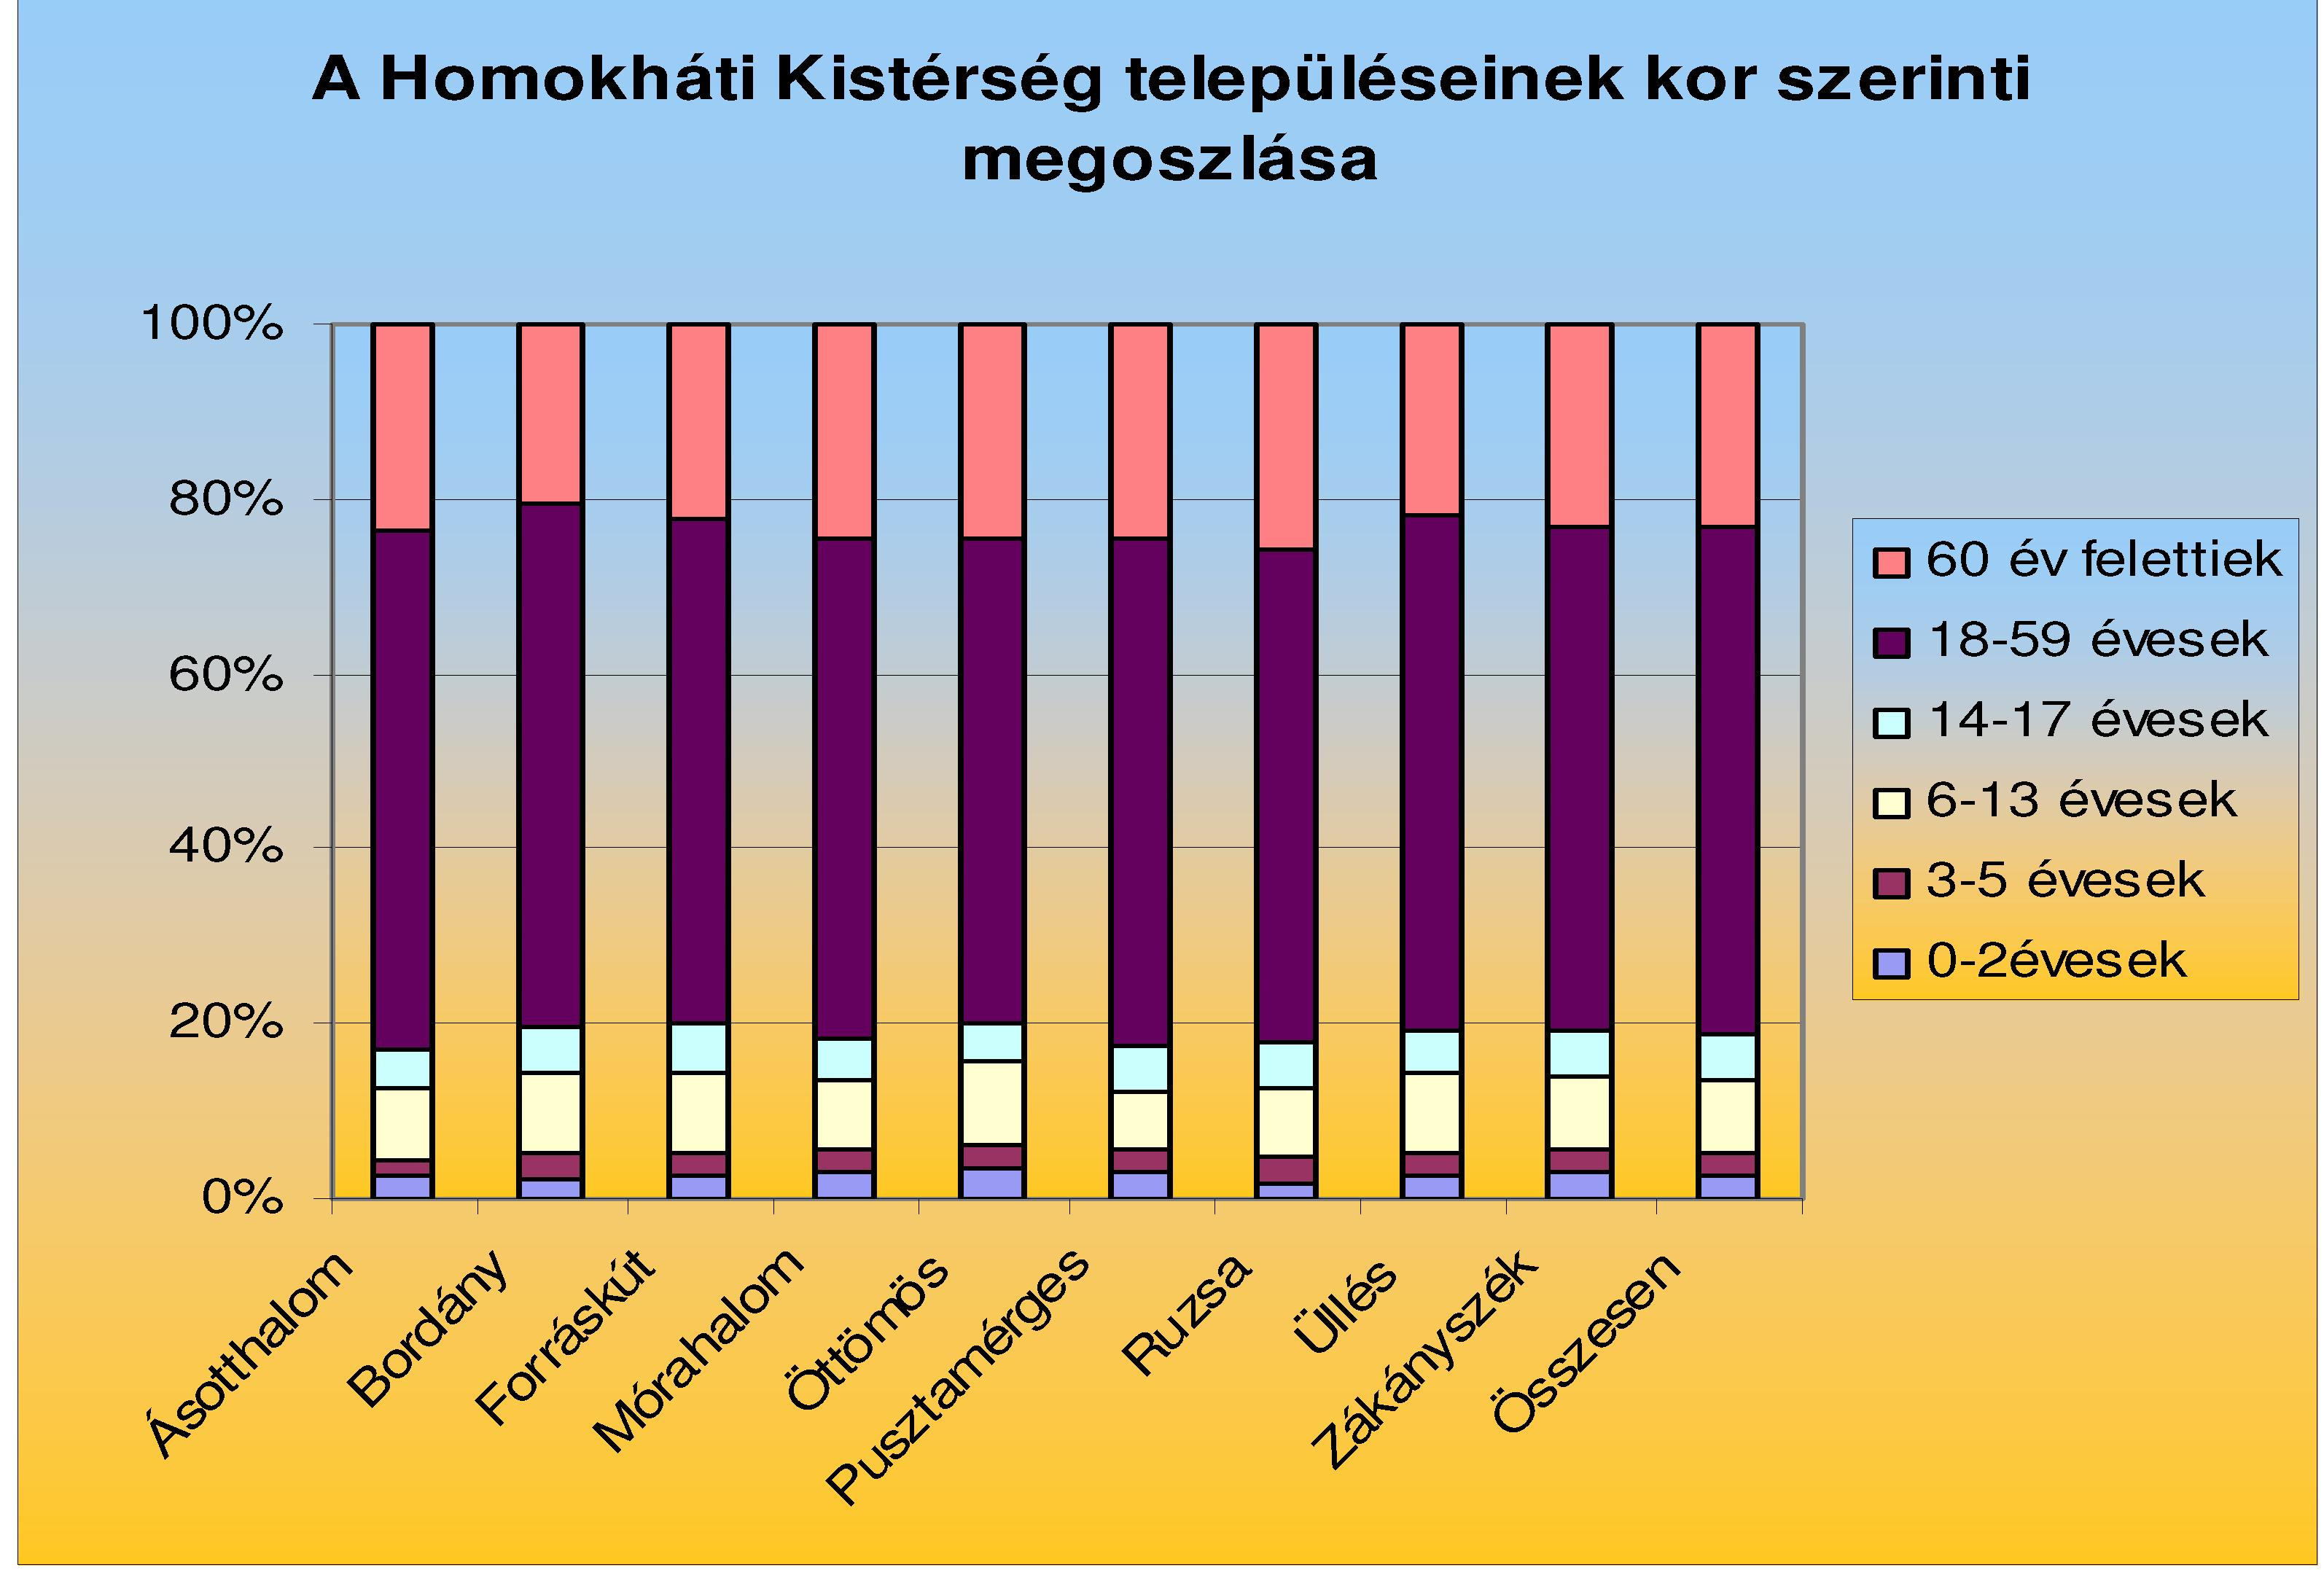 A Homokháti Kistérség településeinek kor szerinti
megoszlása
100%
80%
60%
40%
20%
0%
Ásotthalom
Bordány
Forráskút
Mórahalom
Öttömös
Pusztamérges
Ruzsa
Üllés
Zákányszék
Összesen
60 év felettiek
18-59 évesek
14-17 évesek
6-13 évesek
3-5 évesek
0-2évesek